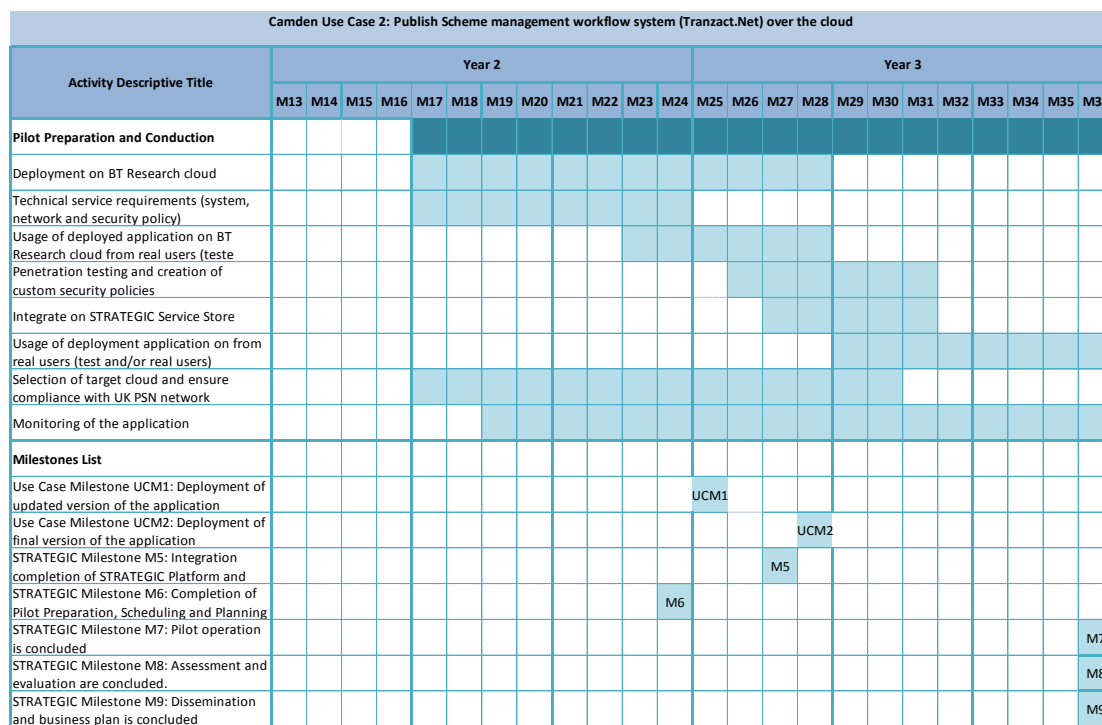 Camden Use Case 2: Publish Scheme management workflow system (Tranzact.Net) over the cloud
Activity Descriptive Title
Year 2
Year 3
M13 M14 M15 M16 M17 M18 M19 M20 M21 M22 M23 M24 M25 M26 M27 M28 M29 M30 M31 M32 M33 M34 M35 M3
Pilot Preparation and Conduction
Deployment on BT Research cloud
Technical service requirements (system,
network and security policy)
Usage of deployed application on BT
Research cloud from real users (teste
Penetration testing and creation of
custom security policies
Integrate on STRATEGIC Service Store
Usage of deployment application on from
real users (test and/or real users)
Selection of target cloud and ensure
compliance with UK PSN network
Monitoring of the application
Milestones List
Use Case Milestone UCM1: Deployment of
updated version of the application
UCM1
Use Case Milestone UCM2: Deployment of
final version of the application
UCM2
STRATEGIC Milestone M5: Integration
completion of STRATEGIC Platform and
M5
STRATEGIC Milestone M6: Completion of
Pilot Preparation, Scheduling and Planning
M6
STRATEGIC Milestone M7: Pilot operation
is concluded
M7
STRATEGIC Milestone M8: Assessment and
evaluation are concluded.
M8
STRATEGIC Milestone M9: Dissemination
and business plan is concluded
M9